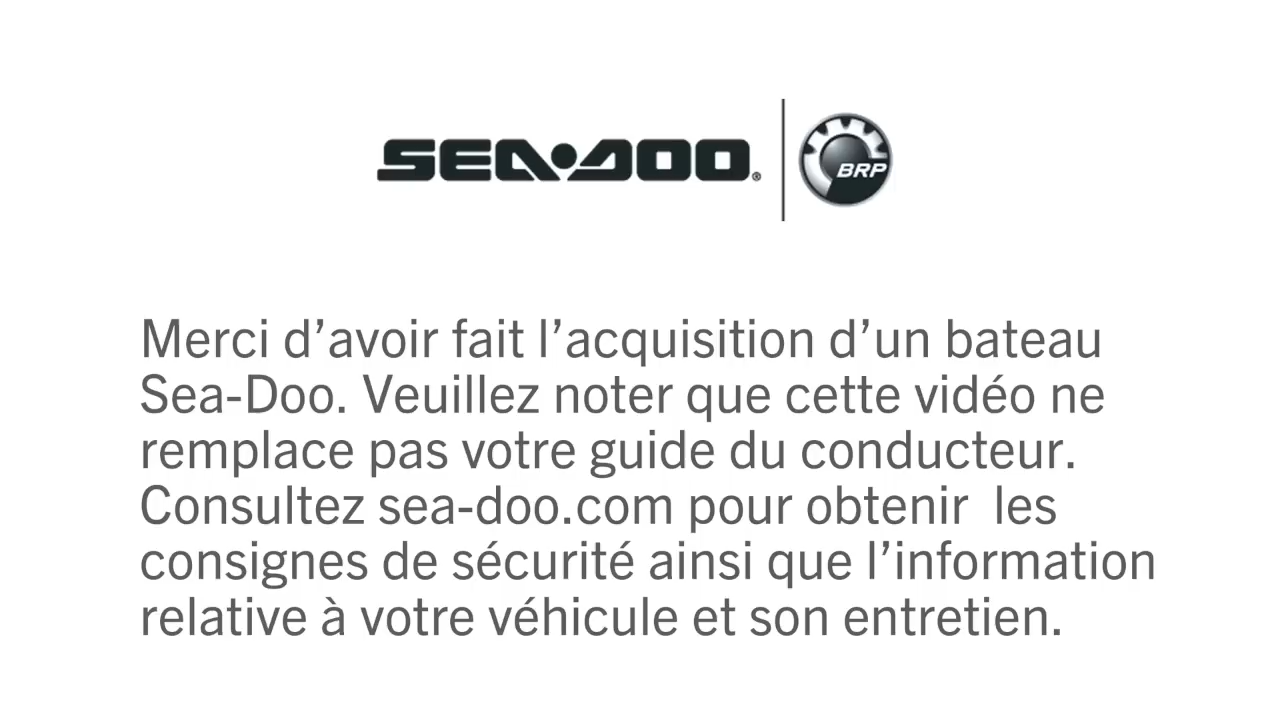 SEA-DOO® BRP
Merci d’avoir fait l’acquisition d’un bateau
Sea-Doo. Veuillez noter que cette vidéo ne
remplace pas votre guide du conducteur.
Consultez sea-doo.com pour obtenir  les
consignes de sécurité ainsi que l’information
relative à votre véhicule et son entretien.